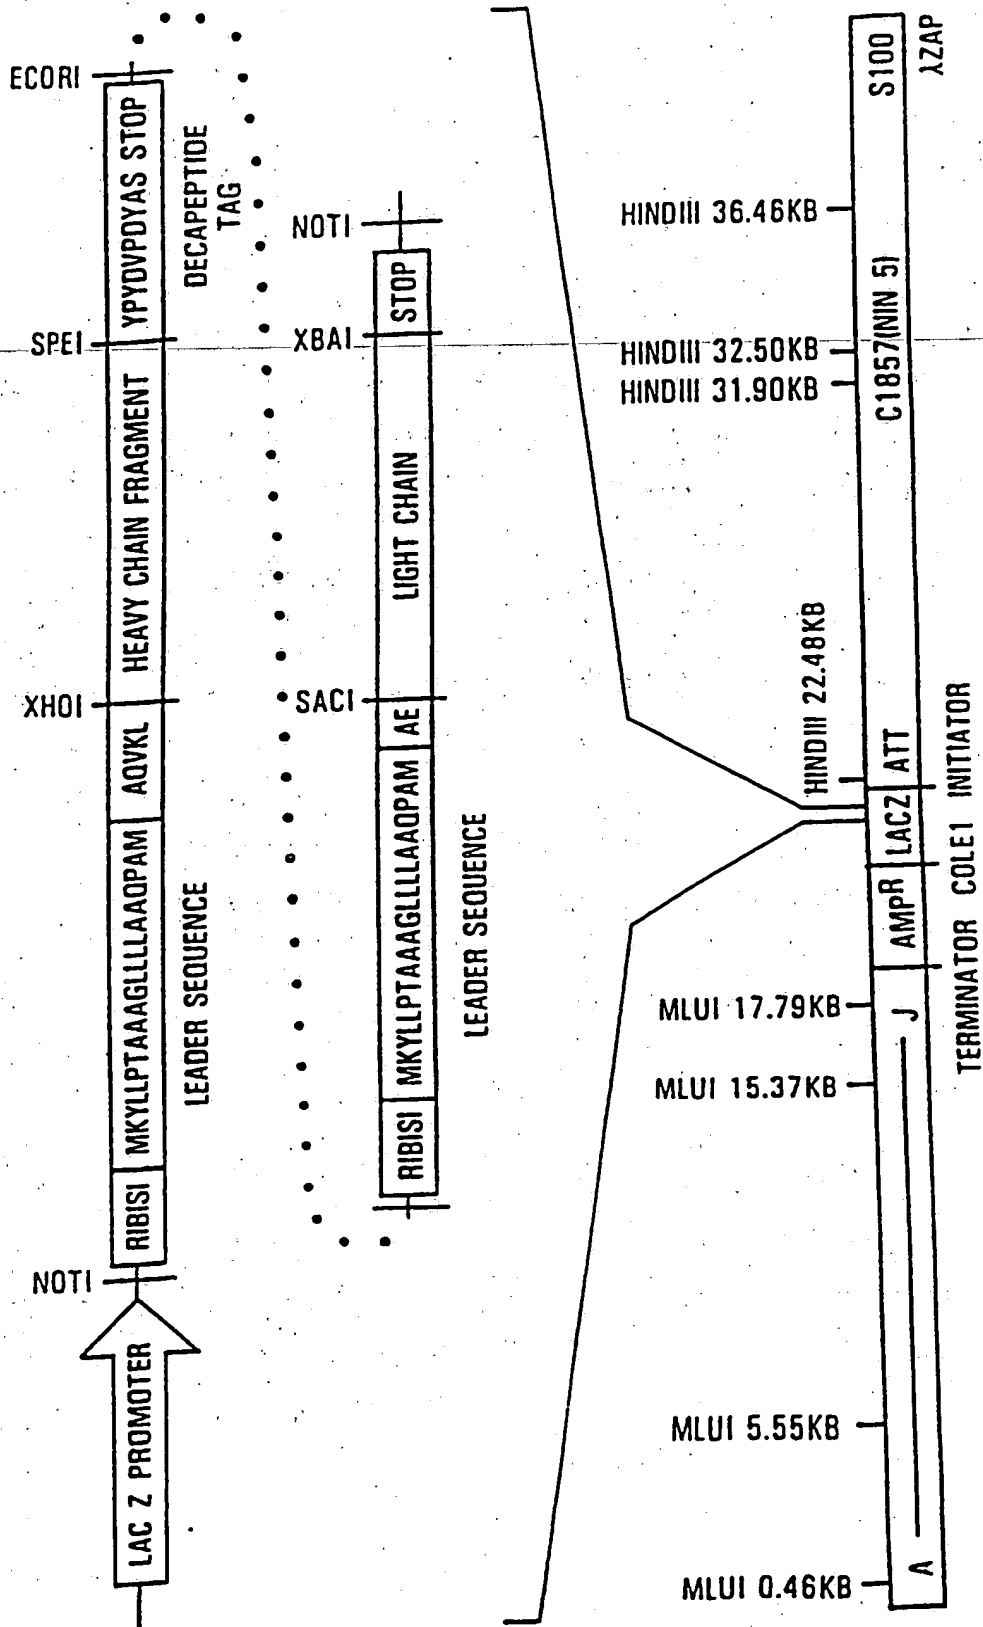 LAC Z PROMOTER
NOTI
RIBISI
MKYLLPTAAAGLLLLAAQPAM
AQVKL
XHOI
HEAVY CHAIN FRAGMENT
SPEI
YPYDVPDYAS STOP
ECORI
LEADER SEQUENCE
DECAPEPTIDE
TAG
RIBISI
MKYLLPTAAAGLLLLAAQPAM
AE
SACI
LIGHT CHAIN
XBAI
STOP
NOTI
LEADER SEQUENCE
MLUI 0.46KB
MLUI 5.55KB
MLUI 15.37KB
MLUI 17.79KB
HINDIII 22.48KB
HINDIII 31.90KB
HINDIII 32.50KB
HINDIII 36.46KB
A
J
AMPR
LACZ
ATT
C1857(NIN 5)
S100
TERMINATOR COLE1 INITIATOR
λZAP